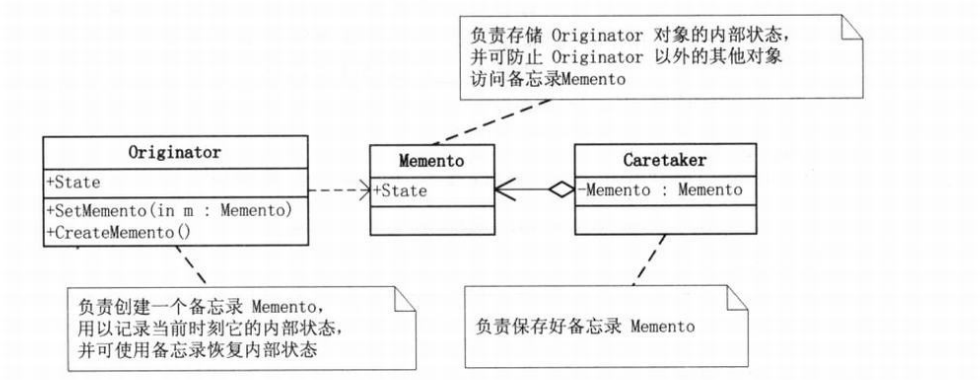 负责存储 Originator 对象的内部状态,
并可防止 Originator 以外的其他对象
访问备忘录Memento
Originator
+State
+SetMemento(in m : Memento)
+CreateMemento()
Memento
+State
Caretaker
-Memento : Memento
负责创建一个备忘录 Memento,
用以记录当前时刻它的内部状态,
并可使用备忘录恢复内部状态
负责保存好备忘录 Memento